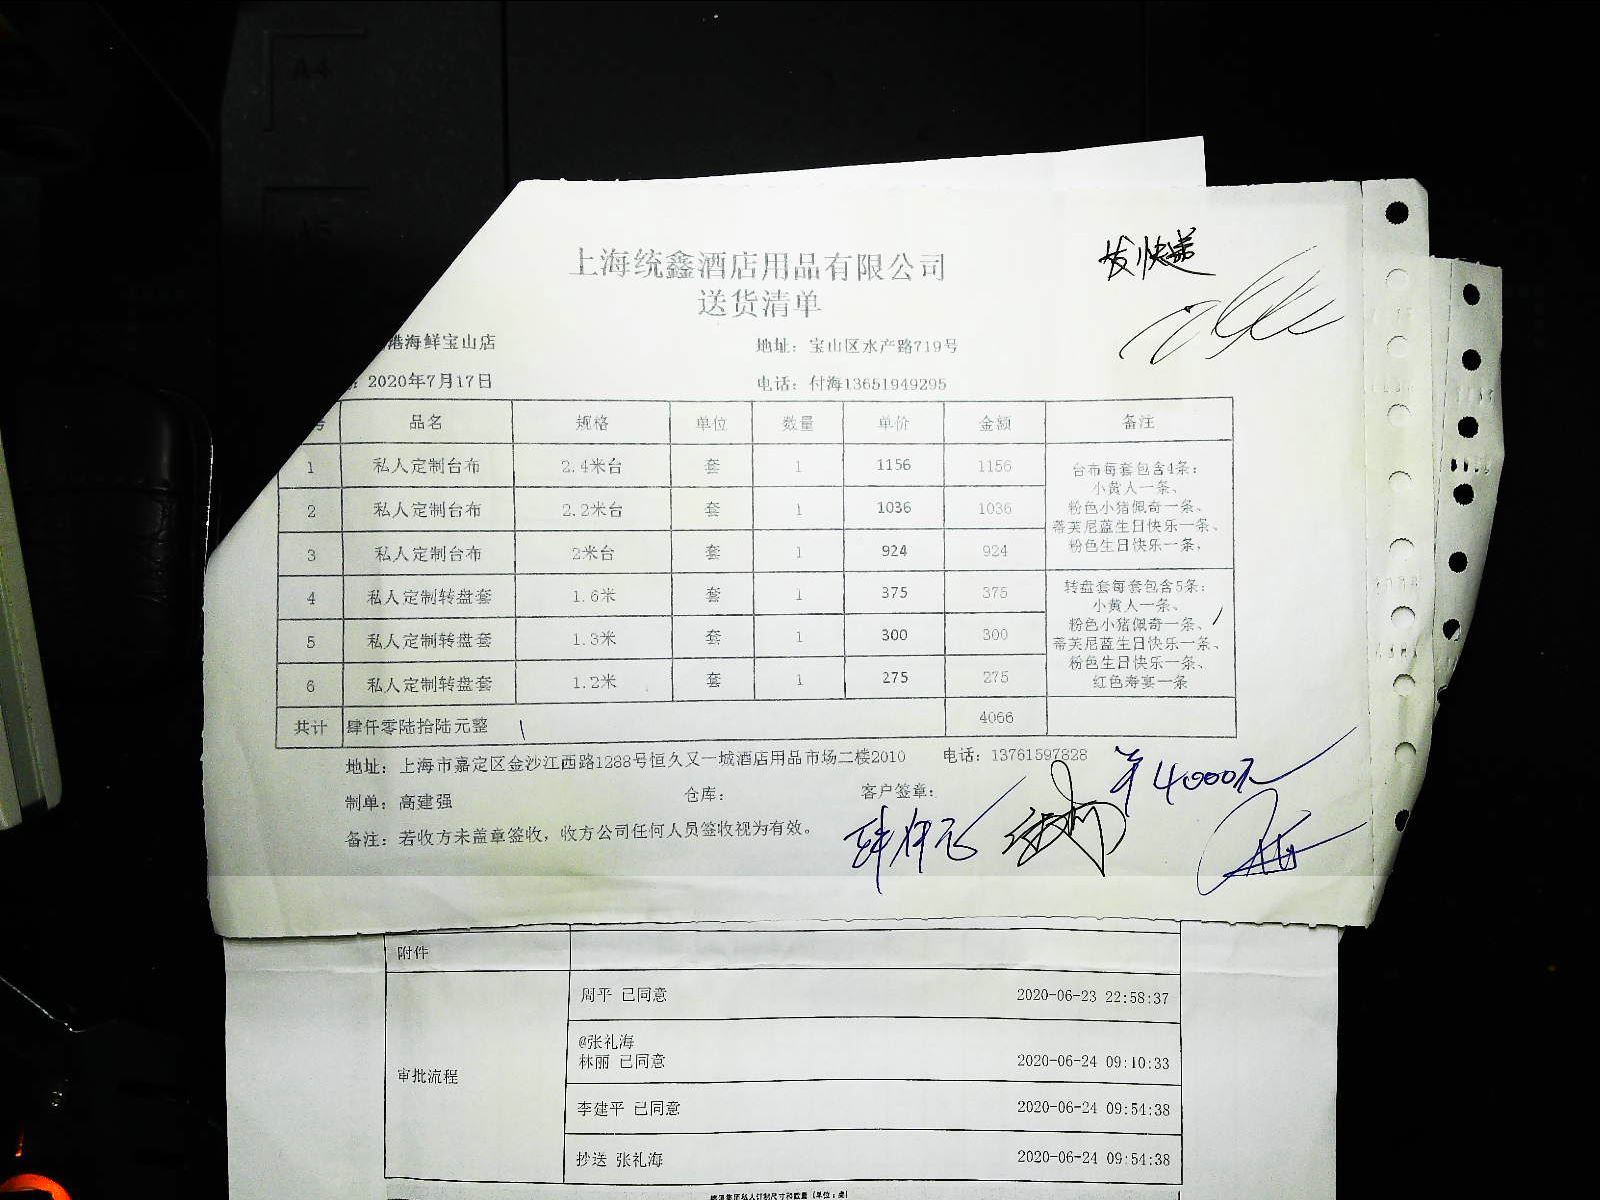 A4
A5
发快递
上海统鑫酒店用品有限公司
送货清单
港海鲜宝山店 地址：宝山区水产路719号
：2020年7月17日 电话：付海13651949295
号 品名 规格 单位 数量 单价 金额 备注
1 私人定制台布 2.4米台 套 1 1156 1156
2 私人定制台布 2.2米台 套 1 1036 1036
3 私人定制台布 2米台 套 1 924 924
台布每套包含4条：
小黄人一条、
粉色小猪佩奇一条、
蒂芙尼蓝生日快乐一条、
粉色生日快乐一条、
4 私人定制转盘套 1.6米 套 1 375 375
5 私人定制转盘套 1.3米 套 1 300 300
6 私人定制转盘套 1.2米 套 1 275 275
转盘套每套包含5条：
小黄人一条、
粉色小猪佩奇一条、
蒂芙尼蓝生日快乐一条、
粉色生日快乐一条、
红色寿宴一条
共计 肆仟零陆拾陆元整 4066
地址：上海市嘉定区金沙江西路1288号恒久又一城酒店用品市场二楼2010 电话：13761597828
制单：高建强 仓库： 客户签章：
4000元
备注：若收方未盖章签收，收方公司任何人员签收视为有效。
附件
审批流程
周平 已同意 2020-06-23 22:58:37
@张礼海
林丽 已同意 2020-06-24 09:10:33
李建平 已同意 2020-06-24 09:54:38
抄送 张礼海 2020-06-24 09:54:38